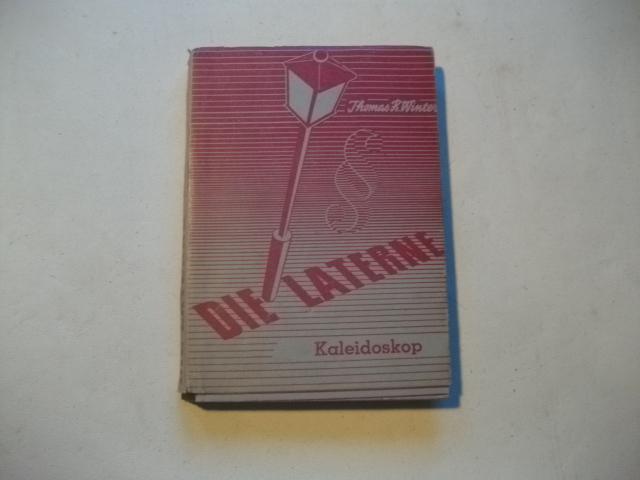 Thomas R. Winter
§
DIE LATERNE
Kaleidoskop